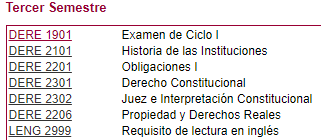 Tercer Semestre
DERE 1901 Examen de Ciclo I
DERE 2101 Historia de las Instituciones
DERE 2201 Obligaciones I
DERE 2301 Derecho Constitucional
DERE 2302 Juez e Interpretación Constitucional
DERE 2206 Propiedad y Derechos Reales
LENG 2999 Requisito de lectura en inglés